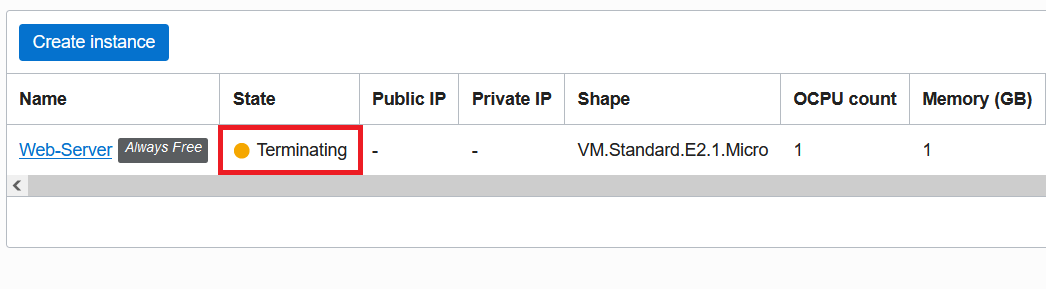 Create instance
Name State Public IP Private IP Shape OCPU count Memory (GB)
Web-Server Always Free Terminating - - VM.Standard.E2.1.Micro 1 1